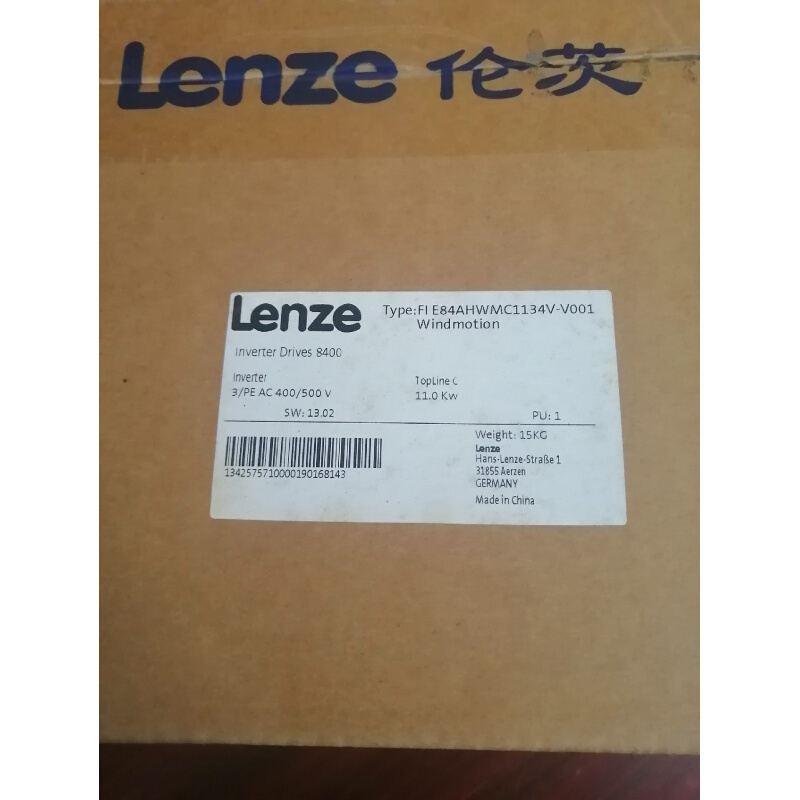 Lenze 伦茨
Lenze
Type:FI E84AHWMC1134V-V001
Windmotion
Inverter Drives 8400
Inverter
3/PE AC 400/500 V
TopLine C
11.0 Kw
SW: 13.02
PU: 1
Weight: 15KG
Lenze
Hans-Lenze-Straße 1
31855 Aerzen
GERMANY
Made in China
1342575710000190168143